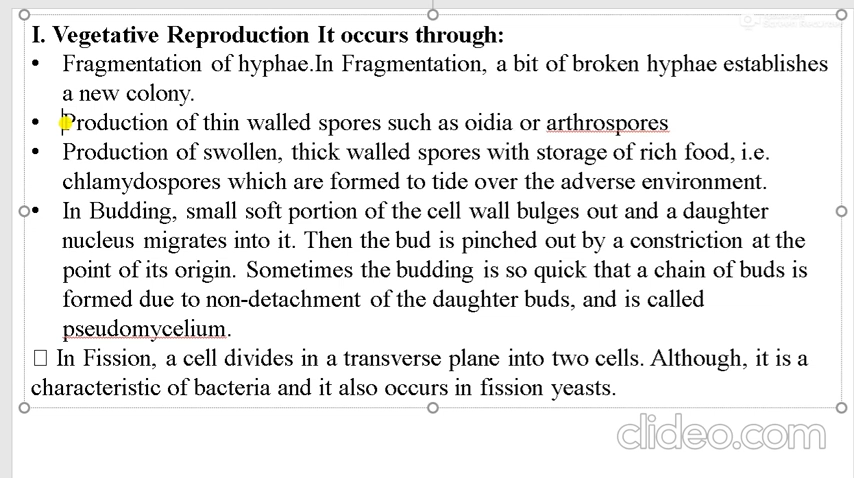 I. Vegetative Reproduction It occurs through:
• Fragmentation of hyphae.In Fragmentation, a bit of broken hyphae establishes
a new colony.
• Production of thin walled spores such as oidia or arthrospores
• Production of swollen, thick walled spores with storage of rich food, i.e.
chlamydospores which are formed to tide over the adverse environment.
• In Budding, small soft portion of the cell wall bulges out and a daughter
nucleus migrates into it. Then the bud is pinched out by a constriction at the
point of its origin. Sometimes the budding is so quick that a chain of buds is
formed due to non-detachment of the daughter buds, and is called
pseudomycelium.
□ In Fission, a cell divides in a transverse plane into two cells. Although, it is a
characteristic of bacteria and it also occurs in fission yeasts.
clideo.com